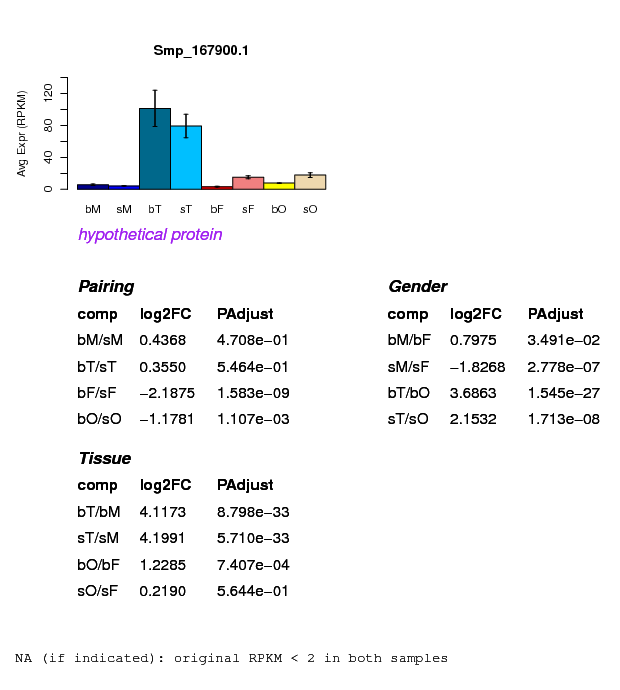 Smp_167900.1
Avg Expr (RPKM)
0 40 80 120
bM sM bT sT bF sF bO sO
hypothetical protein
Pairing
comp log2FC PAdjust
bM/sM 0.4368 4.708e−01
bT/sT 0.3550 5.464e−01
bF/sF −2.1875 1.583e−09
bO/sO −1.1781 1.107e−03
Gender
comp log2FC PAdjust
bM/bF 0.7975 3.491e−02
sM/sF −1.8268 2.778e−07
bT/bO 3.6863 1.545e−27
sT/sO 2.1532 1.713e−08
Tissue
comp log2FC PAdjust
bT/bM 4.1173 8.798e−33
sT/sM 4.1991 5.710e−33
bO/bF 1.2285 7.407e−04
sO/sF 0.2190 5.644e−01
NA (if indicated): original RPKM < 2 in both samples